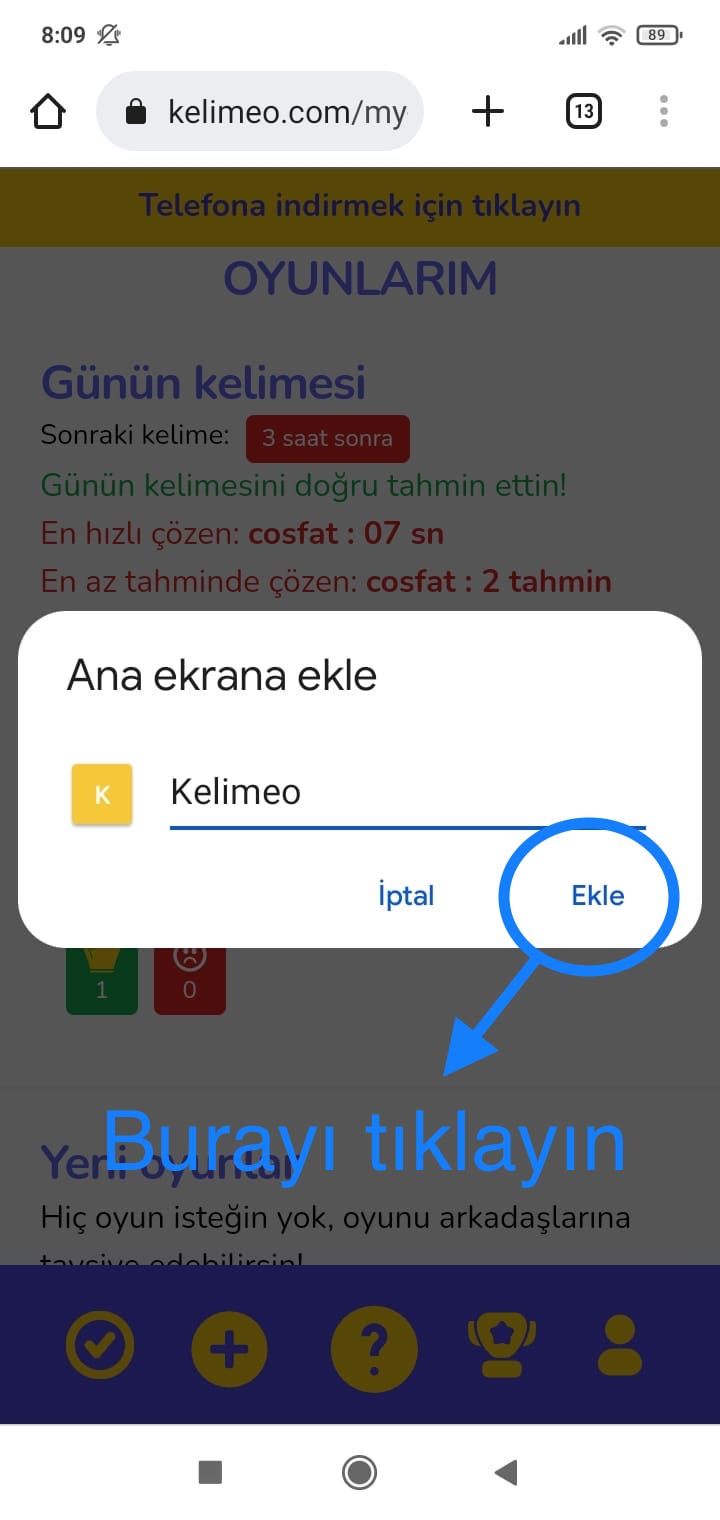 8:09
89
kelimeo.com/my
13
Telefona indirmek için tıklayın
OYUNLARIM
Günün kelimesi
Sonraki kelime: 3 saat sonra
Günün kelimesini doğru tahmin ettin!
En hızlı çözen: cosfat : 07 sn
En az tahminde çözen: cosfat : 2 tahmin
Ana ekrana ekle
K
Kelimeo
İptal
Ekle
1
0
Burayı tıklayın
Yeni oyunlar
Hiç oyun isteğin yok, oyunu arkadaşlarına
tavsiye edebilirsin!